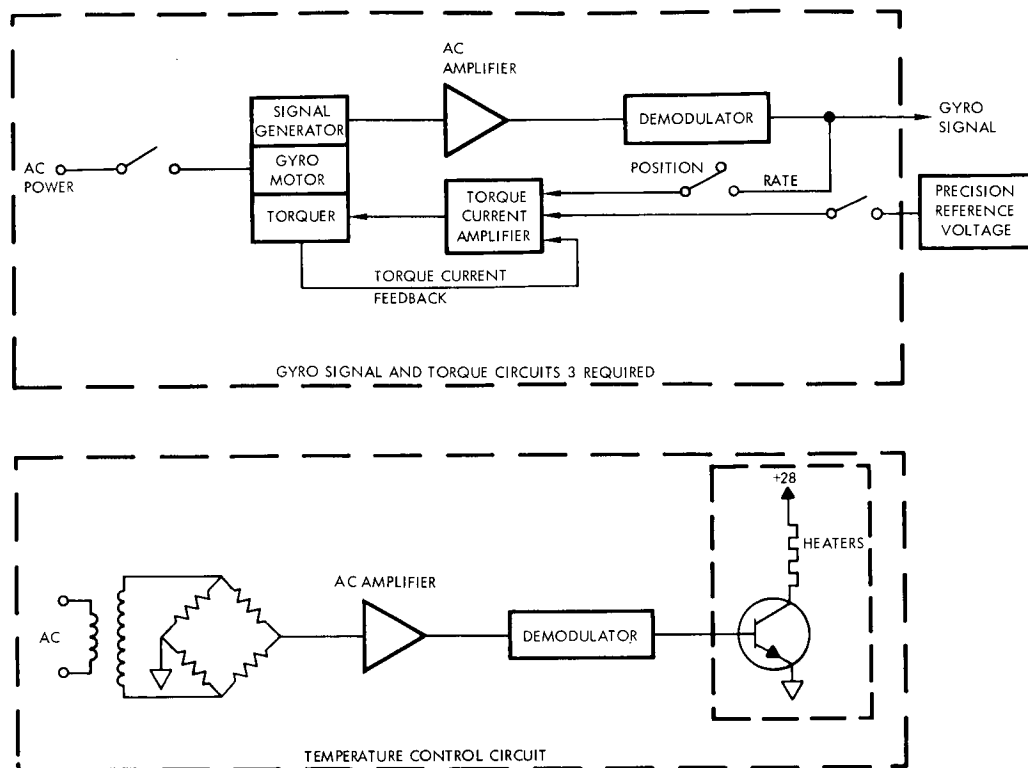 AC
AMPLIFIER
SIGNAL
GENERATOR
DEMODULATOR
GYRO
SIGNAL
AC
POWER
GYRO
MOTOR
POSITION
RATE
TORQUER
TORQUE
CURRENT
AMPLIFIER
PRECISION
REFERENCE
VOLTAGE
TORQUE CURRENT
FEEDBACK
GYRO SIGNAL AND TORQUE CIRCUITS 3 REQUIRED
+28
HEATERS
AC AMPLIFIER
AC
DEMODULATOR
TEMPERATURE CONTROL CIRCUIT